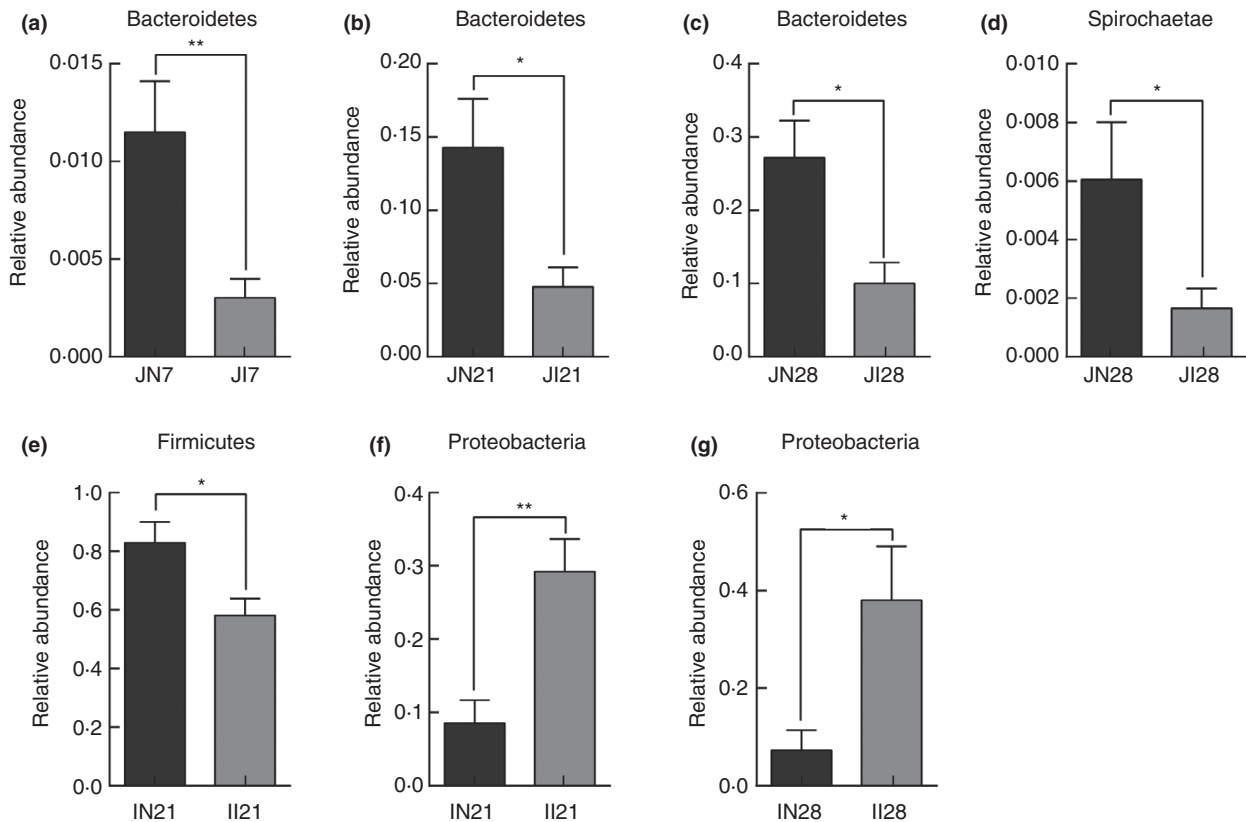 (a) Bacteroidetes
**
0·015
0·010
0·005
0·000
Relative abundance
JN7 JI7
(b) Bacteroidetes
*
0·20
0·15
0·10
0·05
0·00
Relative abundance
JN21 JI21
(c) Bacteroidetes
*
0·4
0·3
0·2
0·1
0·0
Relative abundance
JN28 JI28
(d) Spirochaetae
*
0·010
0·008
0·006
0·004
0·002
0·000
Relative abundance
JN28 JI28
(e) Firmicutes
*
1·0
0·8
0·6
0·4
0·2
0·0
Relative abundance
IN21 II21
(f) Proteobacteria
**
0·4
0·3
0·2
0·1
0·0
Relative abundance
IN21 II21
(g) Proteobacteria
*
0·6
0·4
0·2
0·0
Relative abundance
IN28 II28